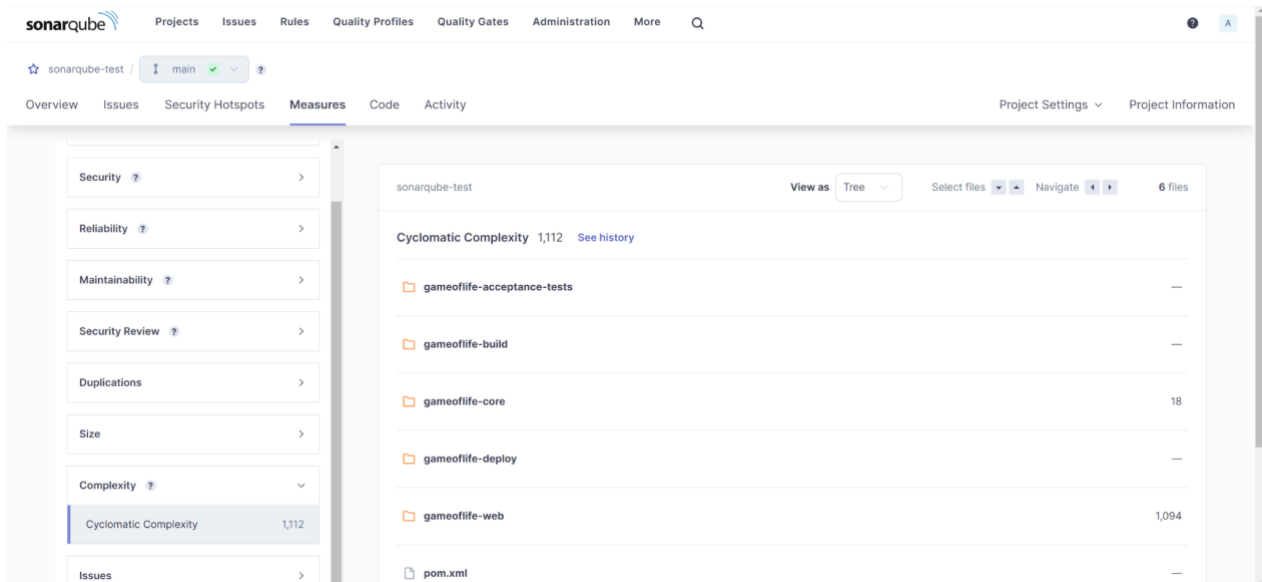 sonarqube Projects Issues Rules Quality Profiles Quality Gates Administration More ? A
sonarqube-test / main ?
Overview Issues Security Hotspots Measures Code Activity Project Settings Project Information
Security ?
Reliability ?
Maintainability ?
Security Review ?
Duplications
Size
Complexity ?
Cyclomatic Complexity 1,112
Issues
sonarqube-test View as Tree Select files Navigate 6 files
Cyclomatic Complexity 1,112 See history
gameoflife-acceptance-tests —
gameoflife-build —
gameoflife-core 18
gameoflife-deploy —
gameoflife-web 1,094
pom.xml —